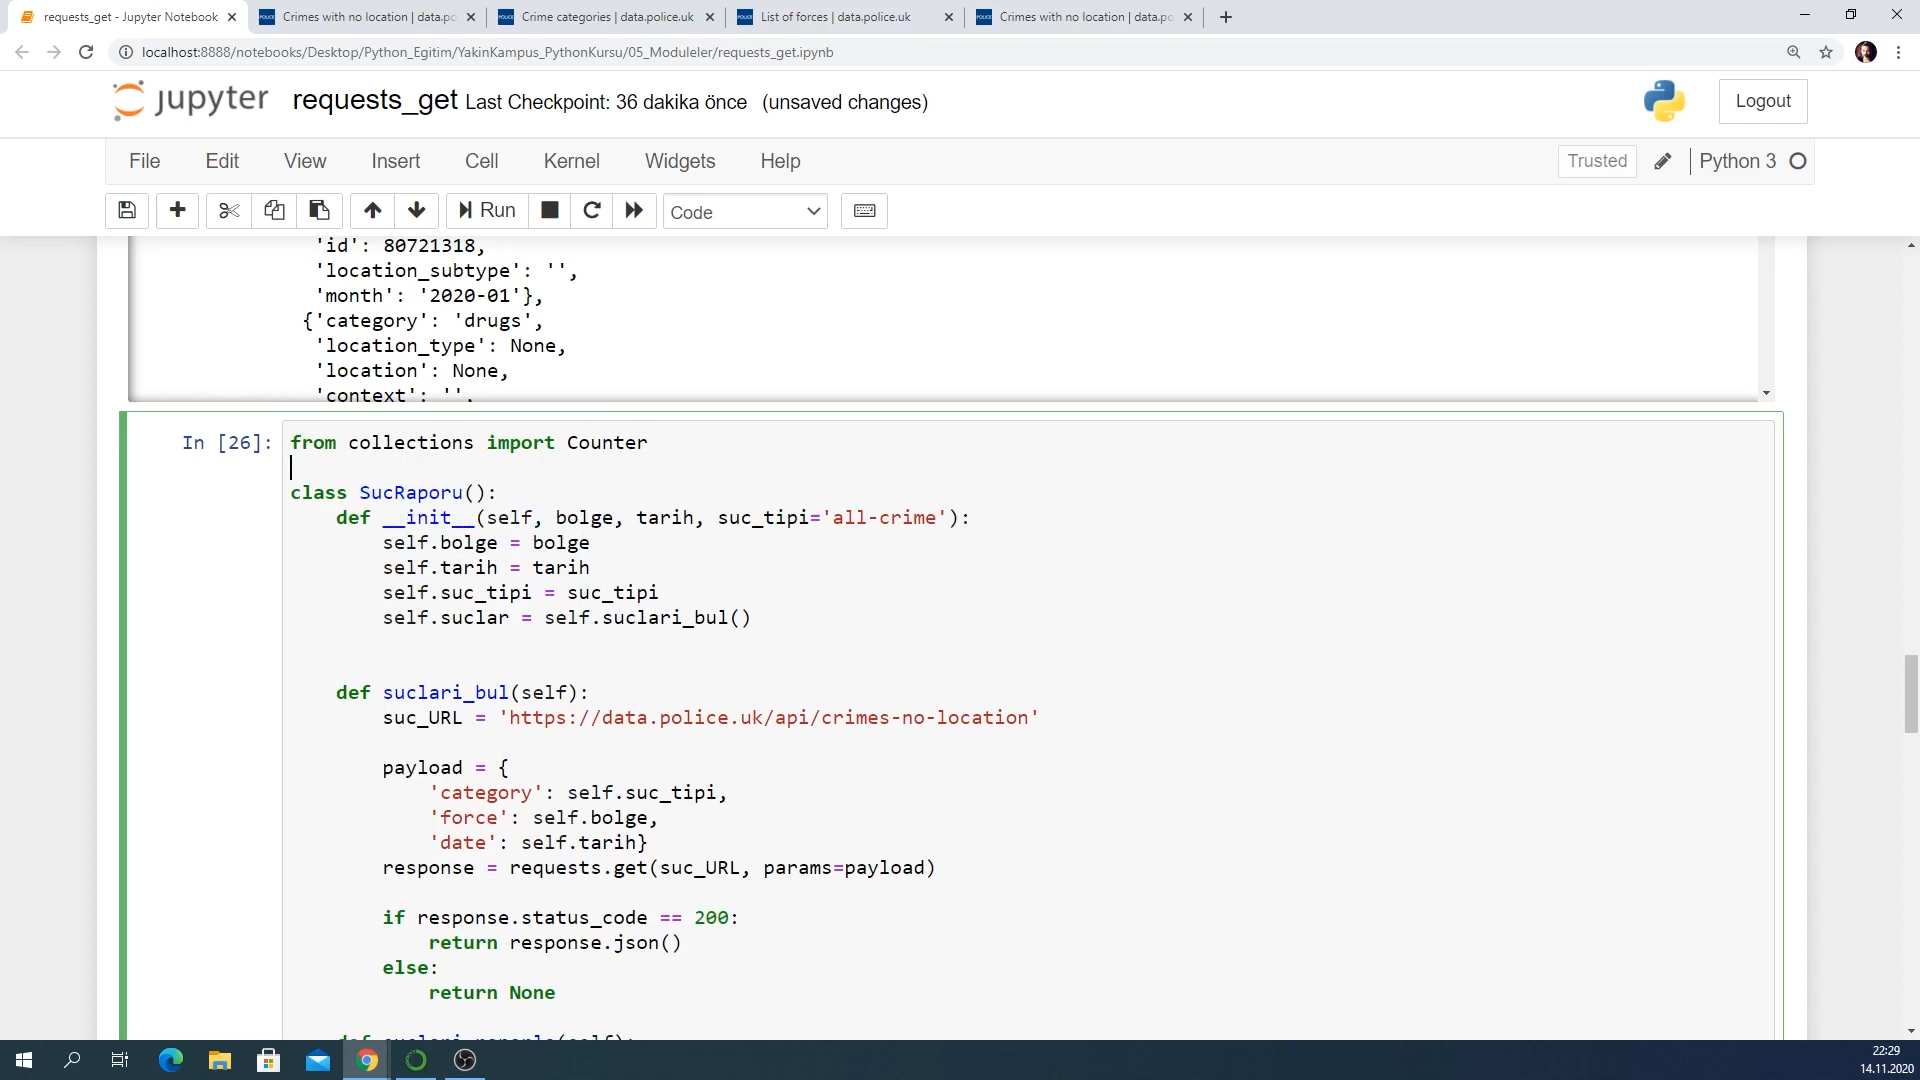 requests_get - Jupyter Notebook
Crimes with no location | data.po
Crime categories | data.police.uk
List of forces | data.police.uk
Crimes with no location | data.po
localhost:8888/notebooks/Desktop/Python_Egitim/YakinKampus_PythonKursu/05_Moduleler/requests_get.ipynb
jupyter requests_get Last Checkpoint: 36 dakika önce (unsaved changes)
Logout
File Edit View Insert Cell Kernel Widgets Help
Trusted
Python 3
Run
Code
'id': 80721318,
'location_subtype': '',
'month': '2020-01'},
{'category': 'drugs',
'location_type': None,
'location': None,
'context': '',
In [26]: from collections import Counter
class SucRaporu():
def __init__(self, bolge, tarih, suc_tipi='all-crime'):
self.bolge = bolge
self.tarih = tarih
self.suc_tipi = suc_tipi
self.suclar = self.suclari_bul()
def suclari_bul(self):
suc_URL = 'https://data.police.uk/api/crimes-no-location'
payload = {
'category': self.suc_tipi,
'force': self.bolge,
'date': self.tarih}
response = requests.get(suc_URL, params=payload)
if response.status_code == 200:
return response.json()
else:
return None
22:29
14.11.2020